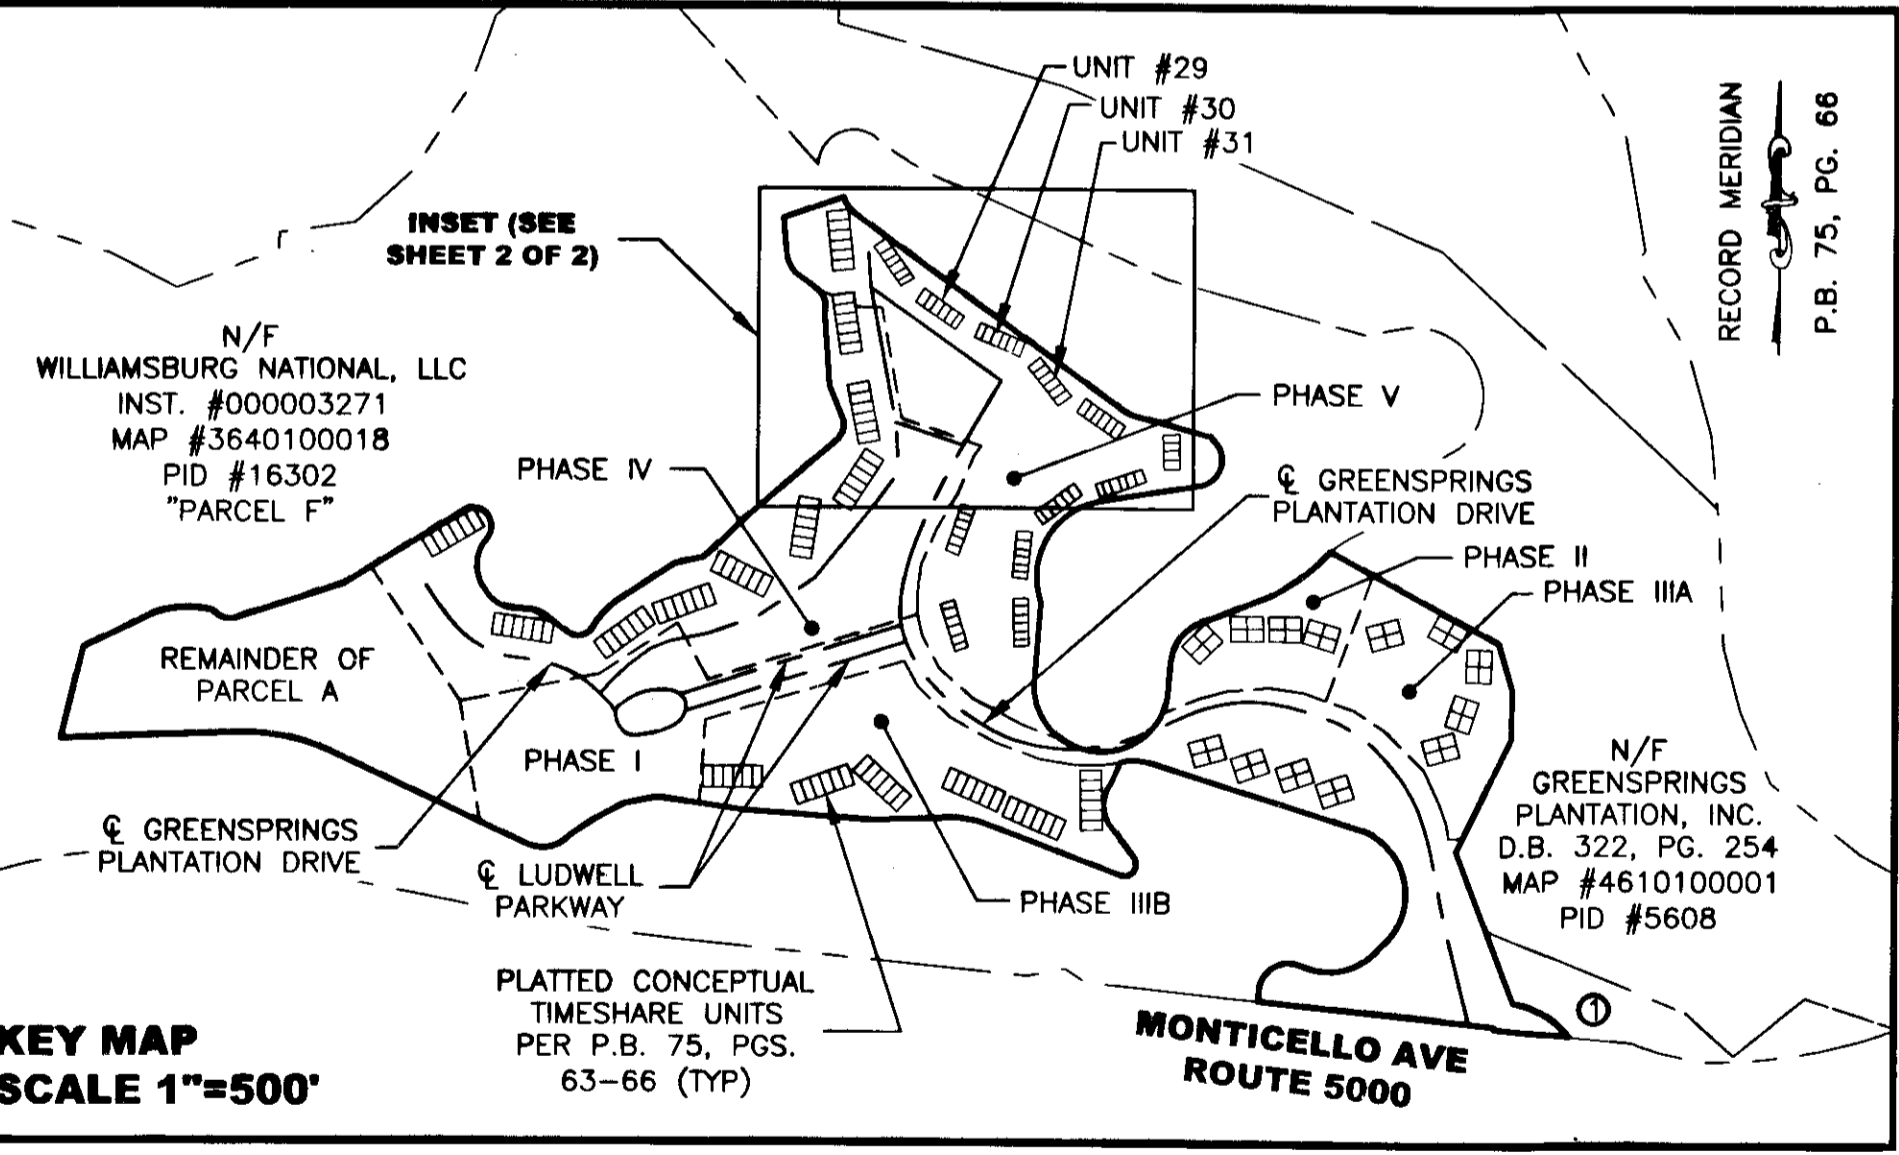 UNIT #29
UNIT #30
UNIT #31
RECORD MERIDIAN
P.B. 75, PG. 66
INSET (SEE
SHEET 2 OF 2)
N/F
WILLIAMSBURG NATIONAL, LLC
INST. #000003271
MAP #3640100018
PID #16302
"PARCEL F"
PHASE V
PHASE IV
℄ GREENSPRINGS
PLANTATION DRIVE
PHASE II
PHASE IIIA
REMAINDER OF
PARCEL A
PHASE I
N/F
GREENSPRINGS
PLANTATION, INC.
D.B. 322, PG. 254
MAP #4610100001
PID #5608
℄ GREENSPRINGS
PLANTATION DRIVE
℄ LUDWELL
PARKWAY
PHASE IIIB
PLATTED CONCEPTUAL
TIMESHARE UNITS
PER P.B. 75, PGS.
63-66 (TYP)
1
MONTICELLO AVE
ROUTE 5000
KEY MAP
SCALE 1"=500'